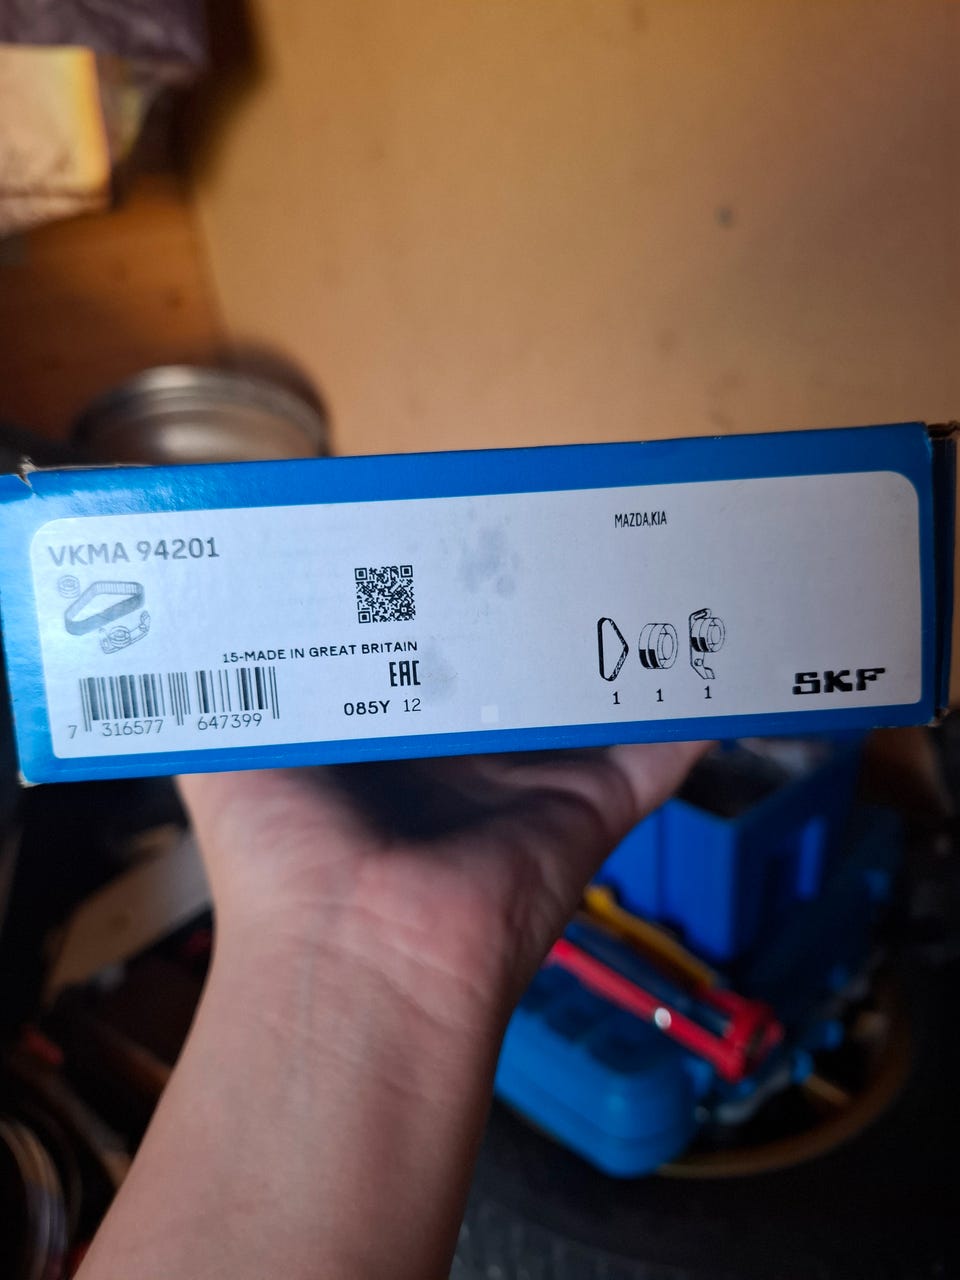 VKMA 94201
MAZDA,KIA
15-MADE IN GREAT BRITAIN
EAC
085Y 12
7 316577 647399
1 1 1
SKF